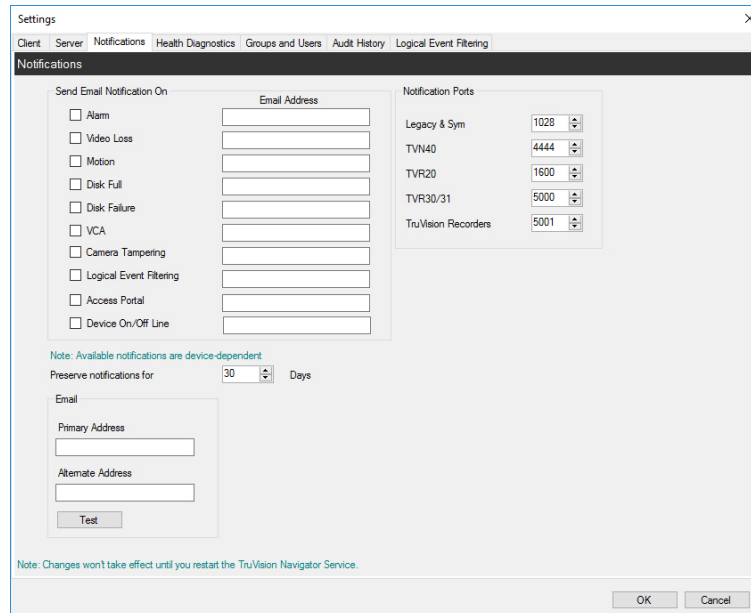 Settings
Client Server Notifications Health Diagnostics Groups and Users Audit History Logical Event Filtering
Notifications
Send Email Notification On
Email Address
Alarm
Video Loss
Motion
Disk Full
Disk Failure
VCA
Camera Tampering
Logical Event Filtering
Access Portal
Device On/Off Line
Notification Ports
Legacy & Sym 1028
TVN40 4444
TVR20 1600
TVR30/31 5000
TruVision Recorders 5001
Note: Available notifications are device-dependent
Preserve notifications for 30 Days
Email
Primary Address
Alternate Address
Test
Note: Changes won't take effect until you restart the TruVision Navigator Service.
OK Cancel